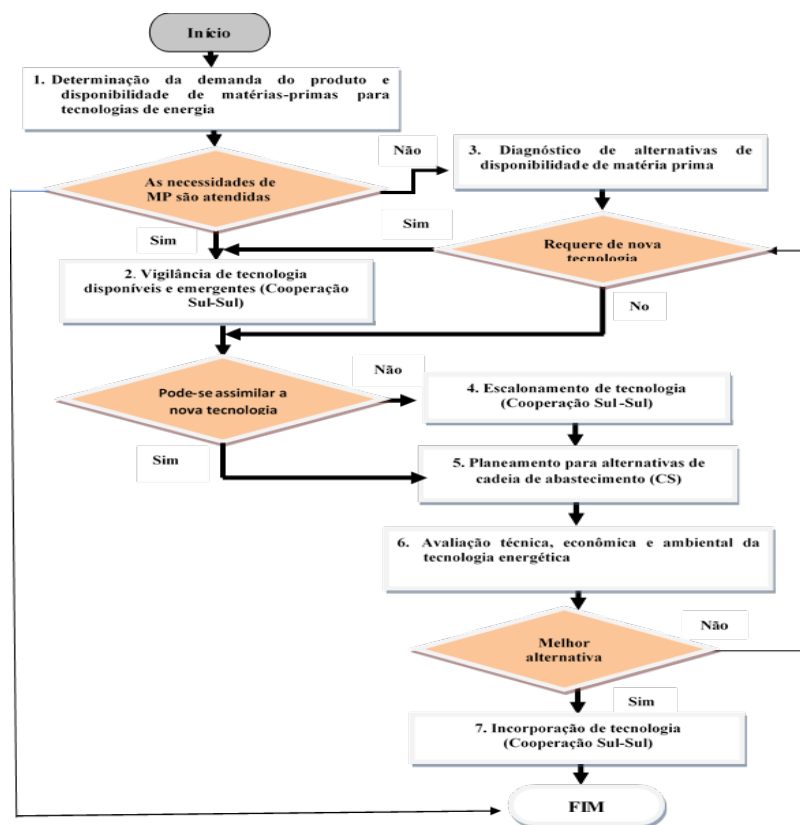 Início
1. Determinação da demanda do produto e
disponibilidade de matérias-primas para
tecnologias de energia
Não
3. Diagnóstico de alternativas de
disponibilidade de matéria prima
As necessidades de
MP são atendidas
Sim
Sim
Requere de nova
tecnologia
2. Vigilância de tecnologia
disponíveis e emergentes (Cooperação
Sul-Sul)
No
Não
Pode-se assimilar a
nova tecnologia
4. Escalonamento de tecnologia
(Cooperação Sul-Sul)
Sim
5. Planeamento para alternativas de
cadeia de abastecimento (CS)
6. Avaliação técnica, econômica e ambiental da
tecnologia energética
Não
Melhor
alternativa
Sim
7. Incorporação de tecnologia
(Cooperação Sul-Sul)
FIM